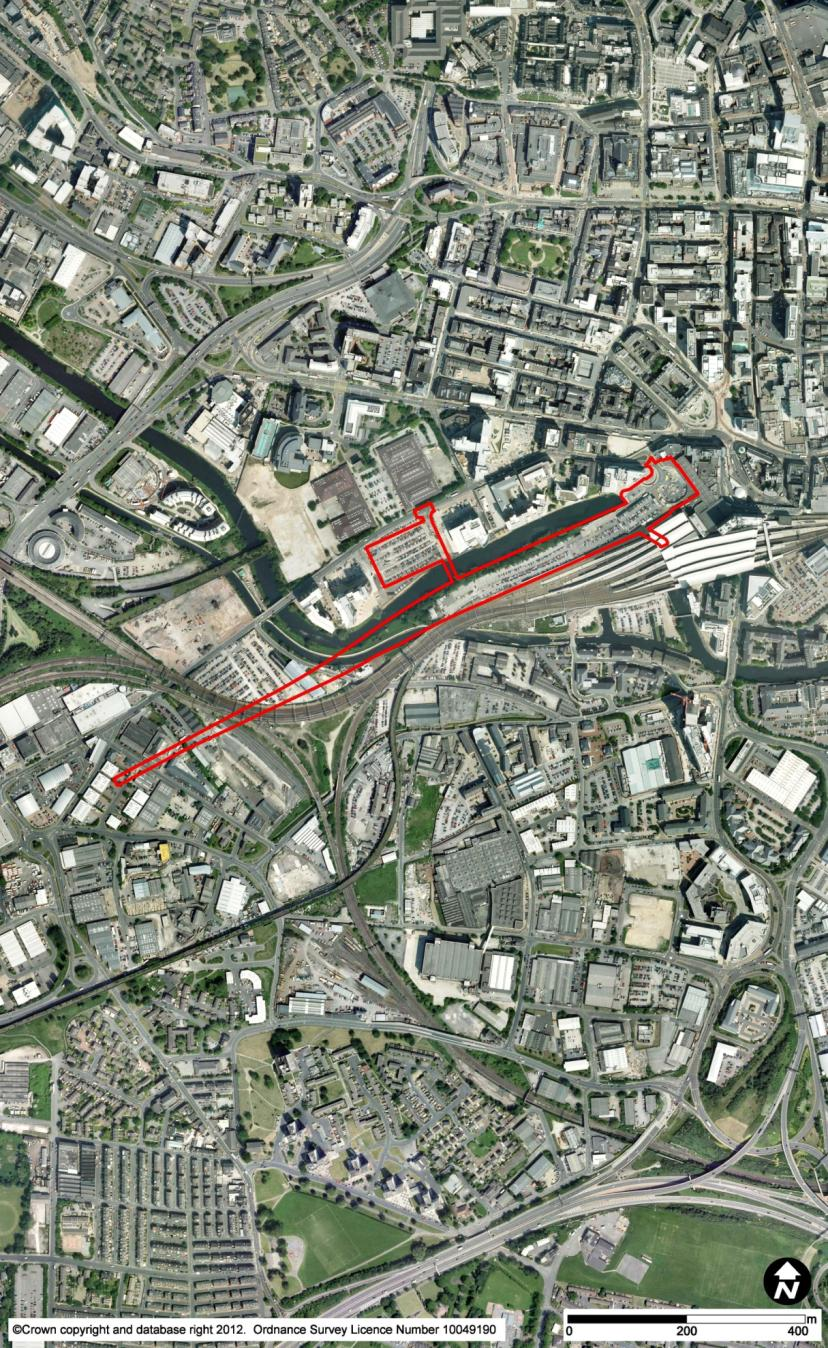 N
©Crown copyright and database right 2012. Ordnance Survey Licence Number 10049190
m
0 200 400